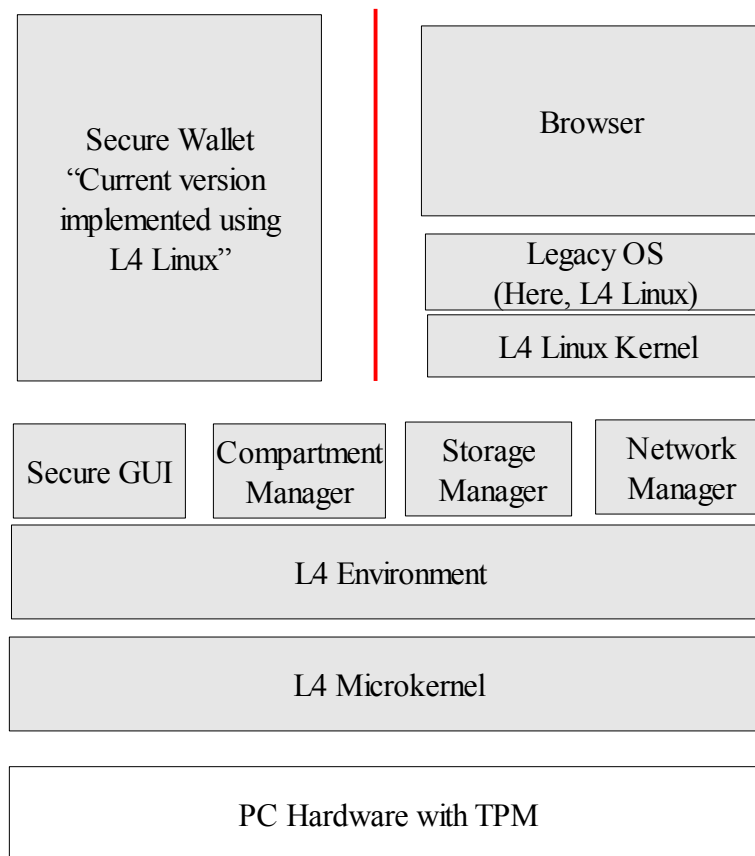 Secure Wallet
“Current version
implemented using
L4 Linux”
Browser
Legacy OS
(Here, L4 Linux)
L4 Linux Kernel
Secure GUI
Compartment
Manager
Storage
Manager
Network
Manager
L4 Environment
L4 Microkernel
PC Hardware with TPM